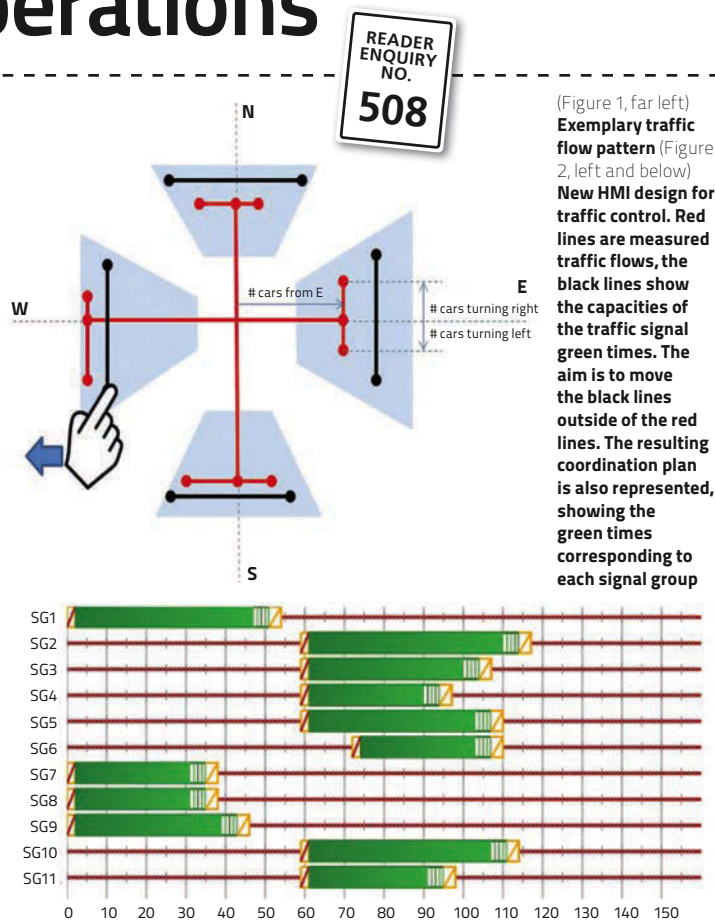 perations
READER
ENQUIRY
NO.
508
(Figure 1, far left)
Exemplary traffic
flow pattern (Figure
2, left and below)
New HMI design for
traffic control. Red
lines are measured
traffic flows, the
black lines show
the capacities of
the traffic signal
green times. The
aim is to move
the black lines
outside of the red
lines. The resulting
coordination plan
is also represented,
showing the
green times
corresponding to
each signal group
N
W
E
# cars from E
# cars turning right
# cars turning left
S
SG1
SG2
SG3
SG4
SG5
SG6
SG7
SG8
SG9
SG10
SG11
0 10 20 30 40 50 60 70 80 90 100 110 120 130 140 150